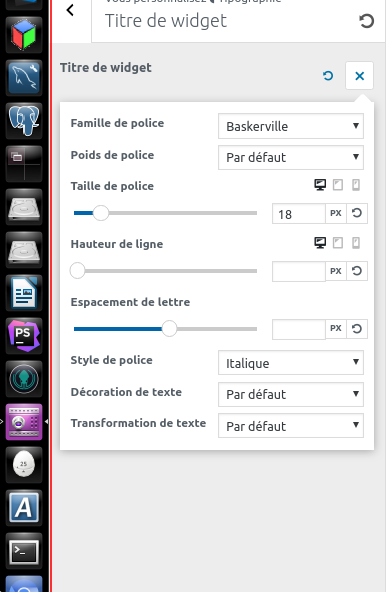 Vous personnalisez ◀ Typographie
Titre de widget
Titre de widget
Famille de police
Baskerville
Poids de police
Par défaut
Taille de police
18
PX
Hauteur de ligne
PX
Espacement de lettre
PX
Style de police
Italique
Décoration de texte
Par défaut
Transformation de texte
Par défaut
PS
25
A
>_